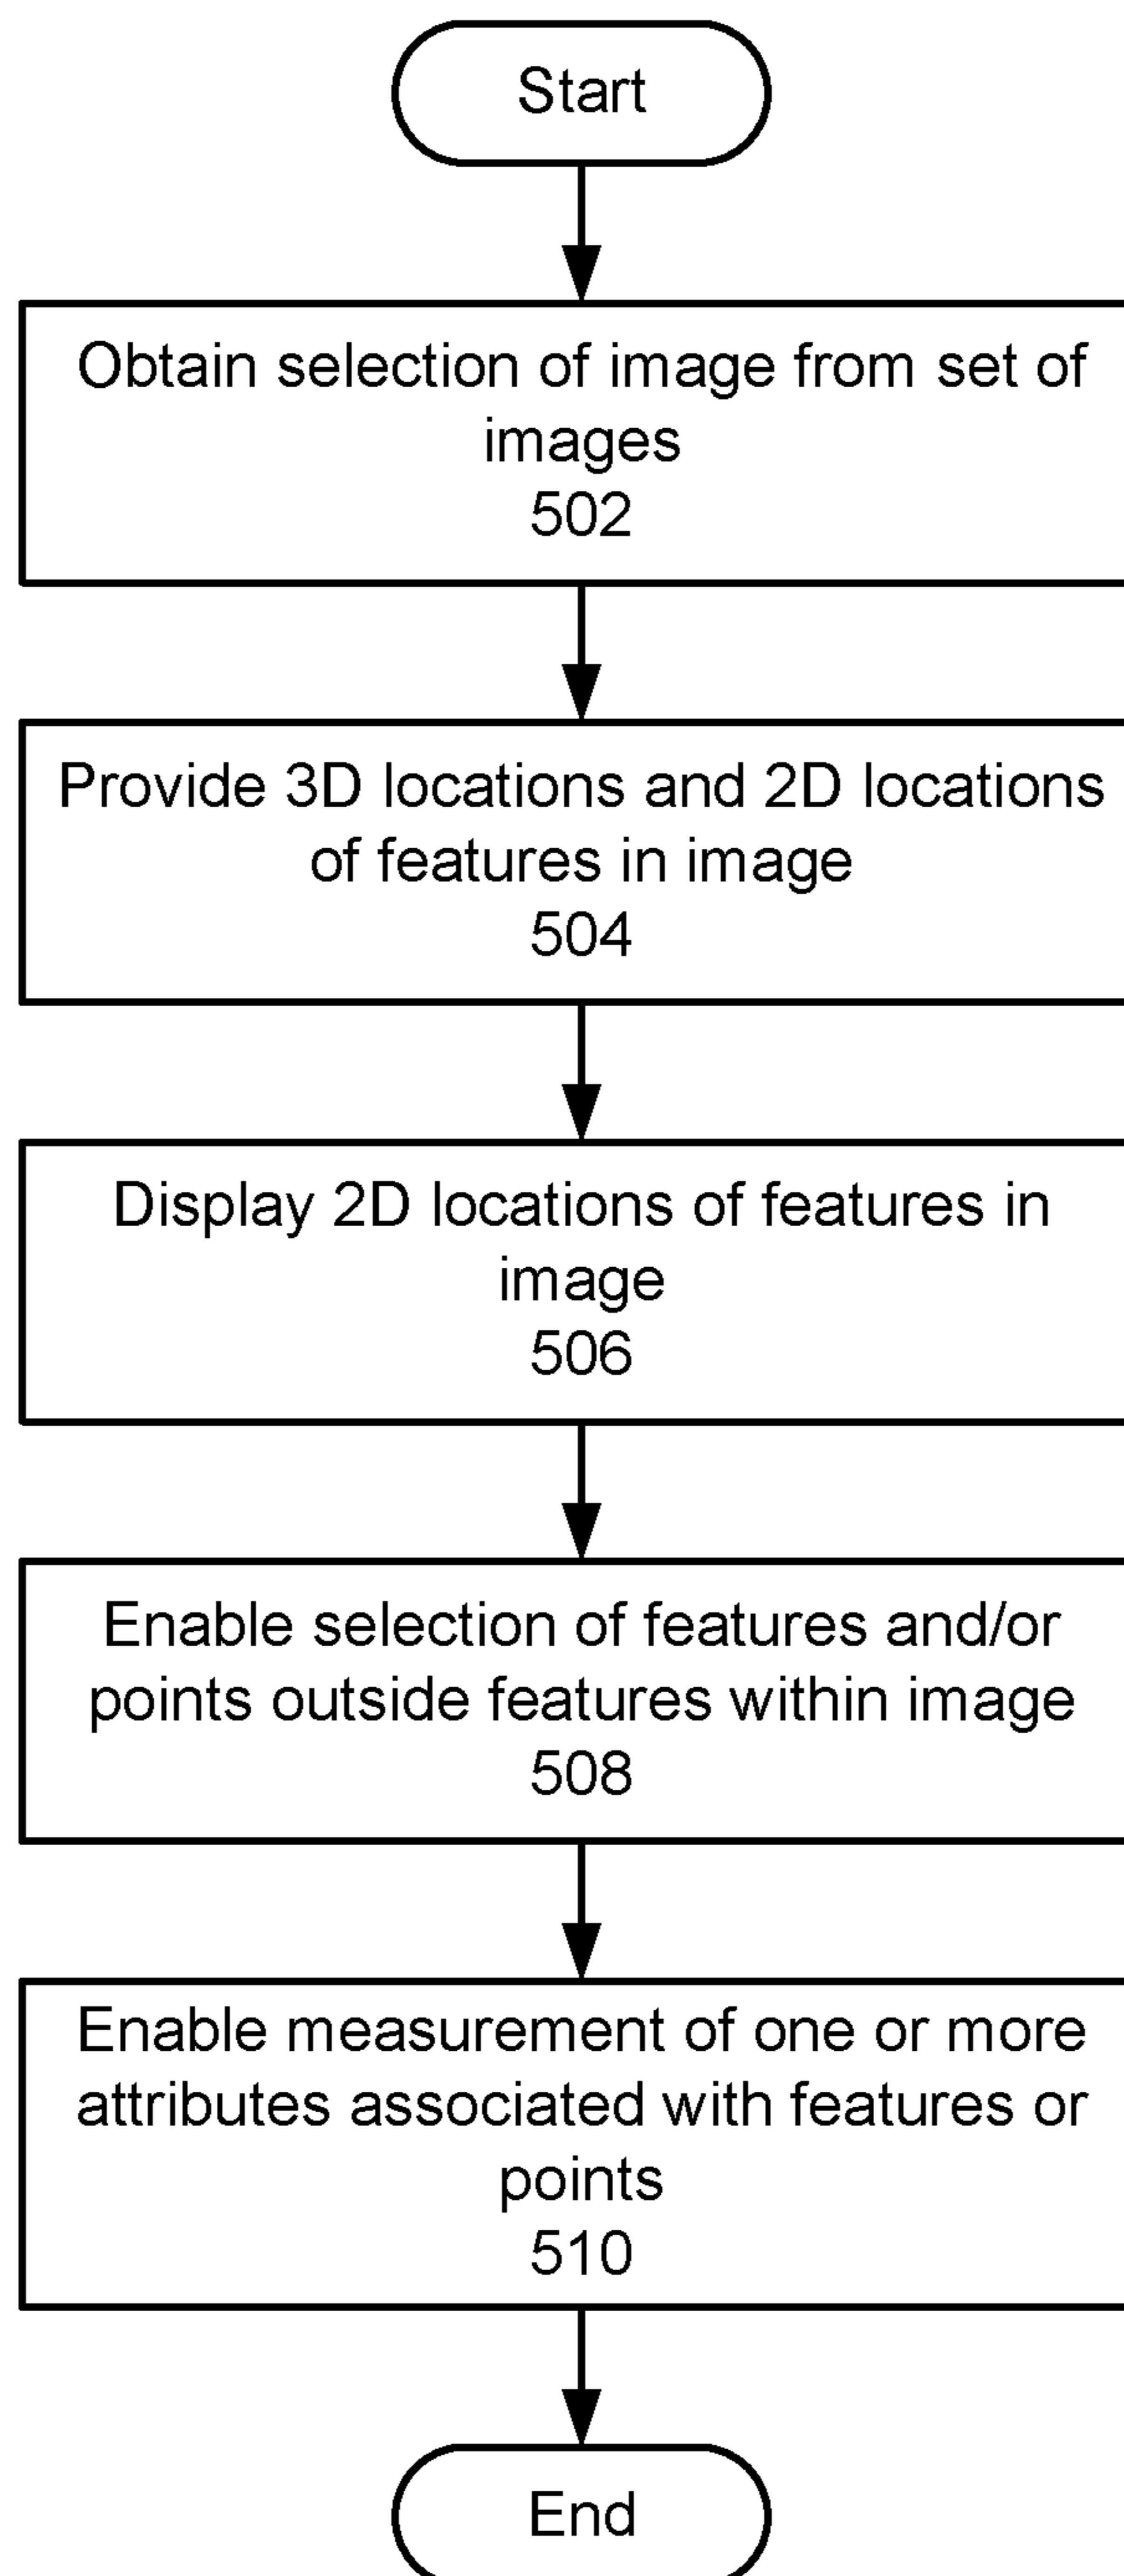 Start
Obtain selection of image from set of
images
502
Provide 3D locations and 2D locations
of features in image
504
Display 2D locations of features in
image
506
Enable selection of features and/or
points outside features within image
508
Enable measurement of one or more
attributes associated with features or
points
510
End